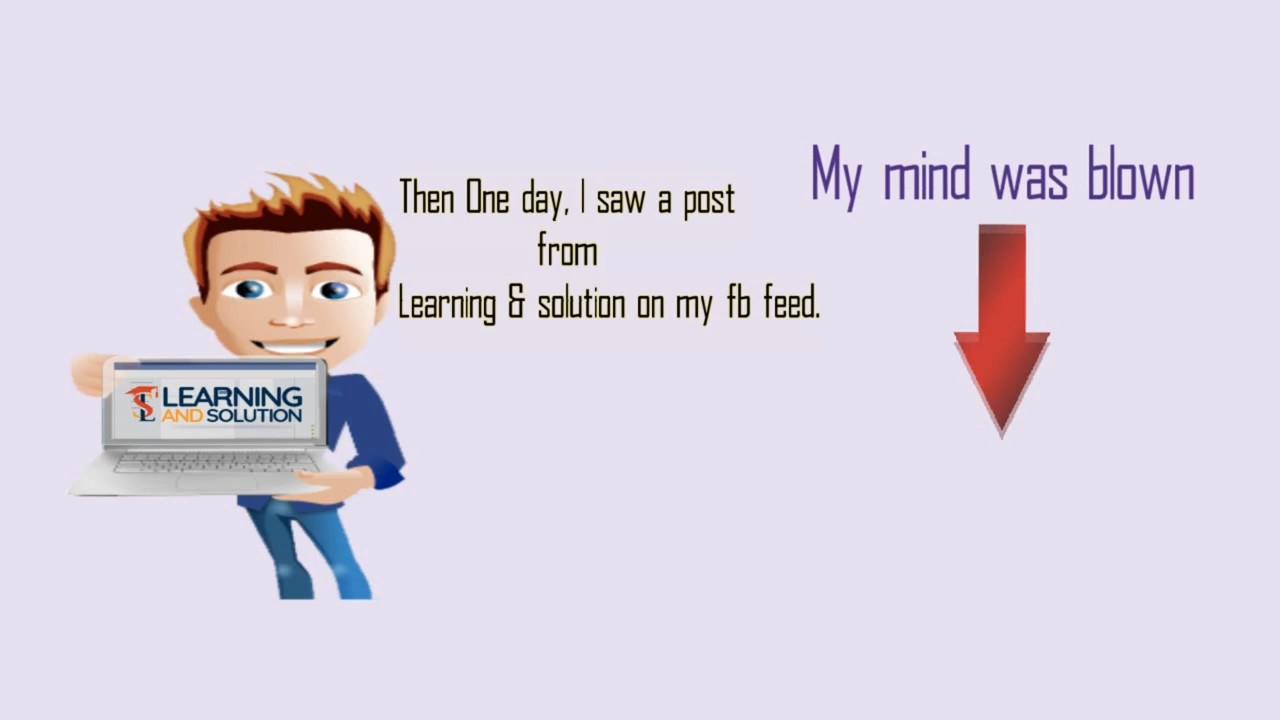 Then One day, I saw a post
from
Learning & solution on my fb feed.
My mind was blown
LEARNING
AND SOLUTION